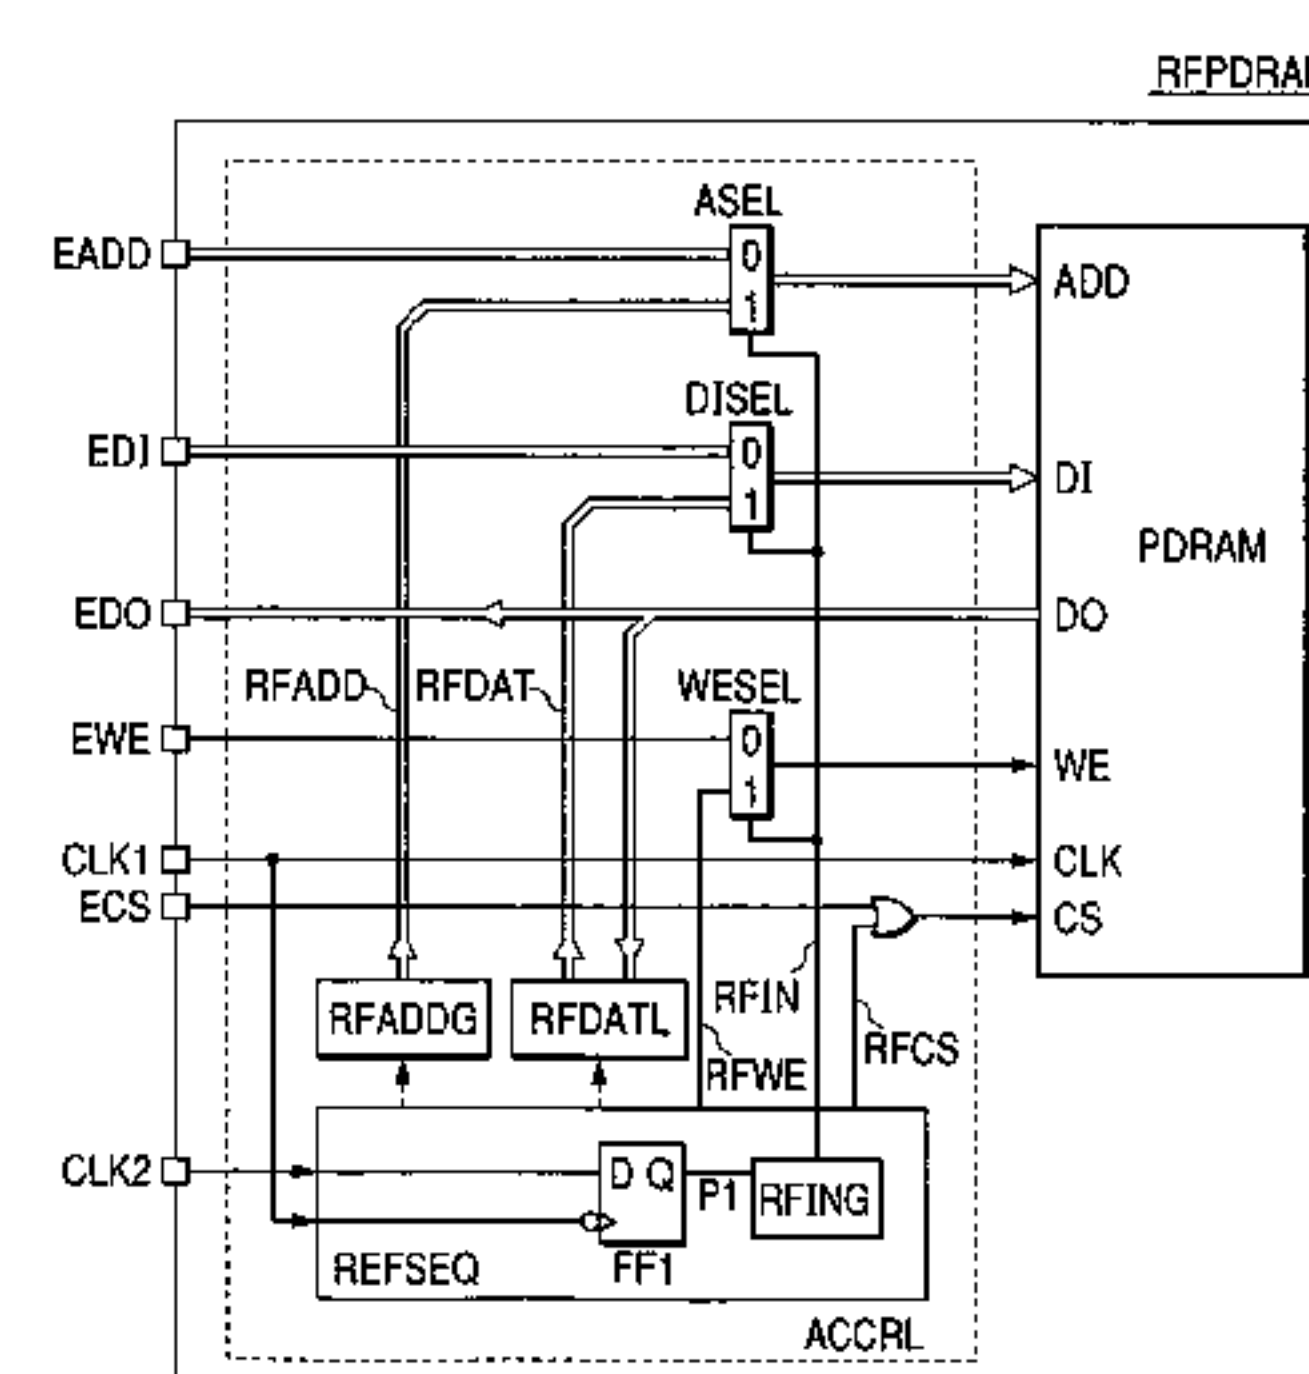 RFPDRA
ASEL
EADD
0
ADD
1
DISEL
EDI
0
DI
1
PDRAM
EDO
DO
RFADD
RFDAT
WESEL
EWE
0
WE
1
CLK1
CLK
ECS
CS
RFIN
RFADDG
RFDATL
RFCS
RFWE
CLK2
D Q
P1
RFING
REFSEQ
FF1
ACCRL